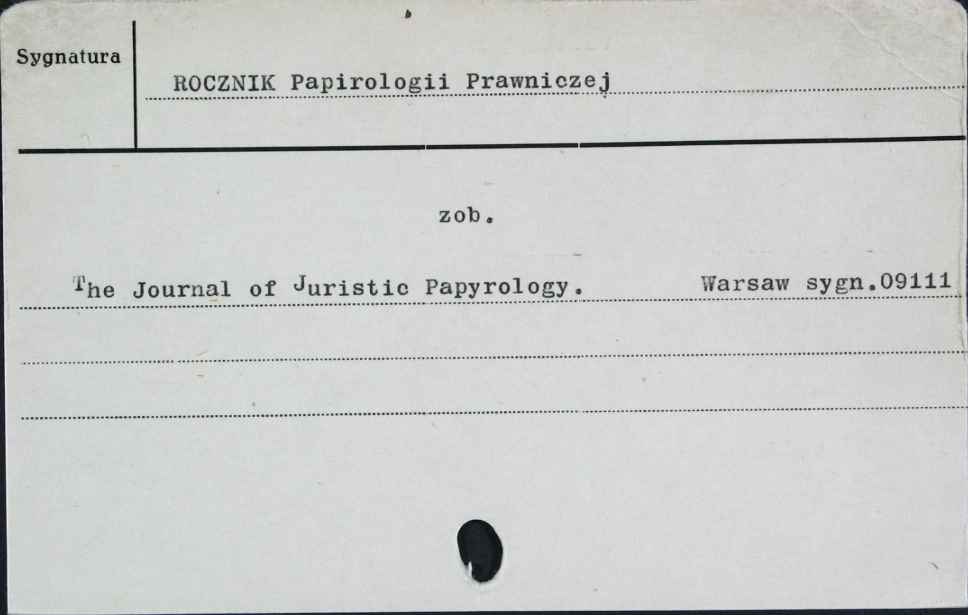 Sygnatura
ROCZNIK Papirologii Prawniczej
zob.
The Journal of Juristic Papyrology. Warsaw sygn.09111